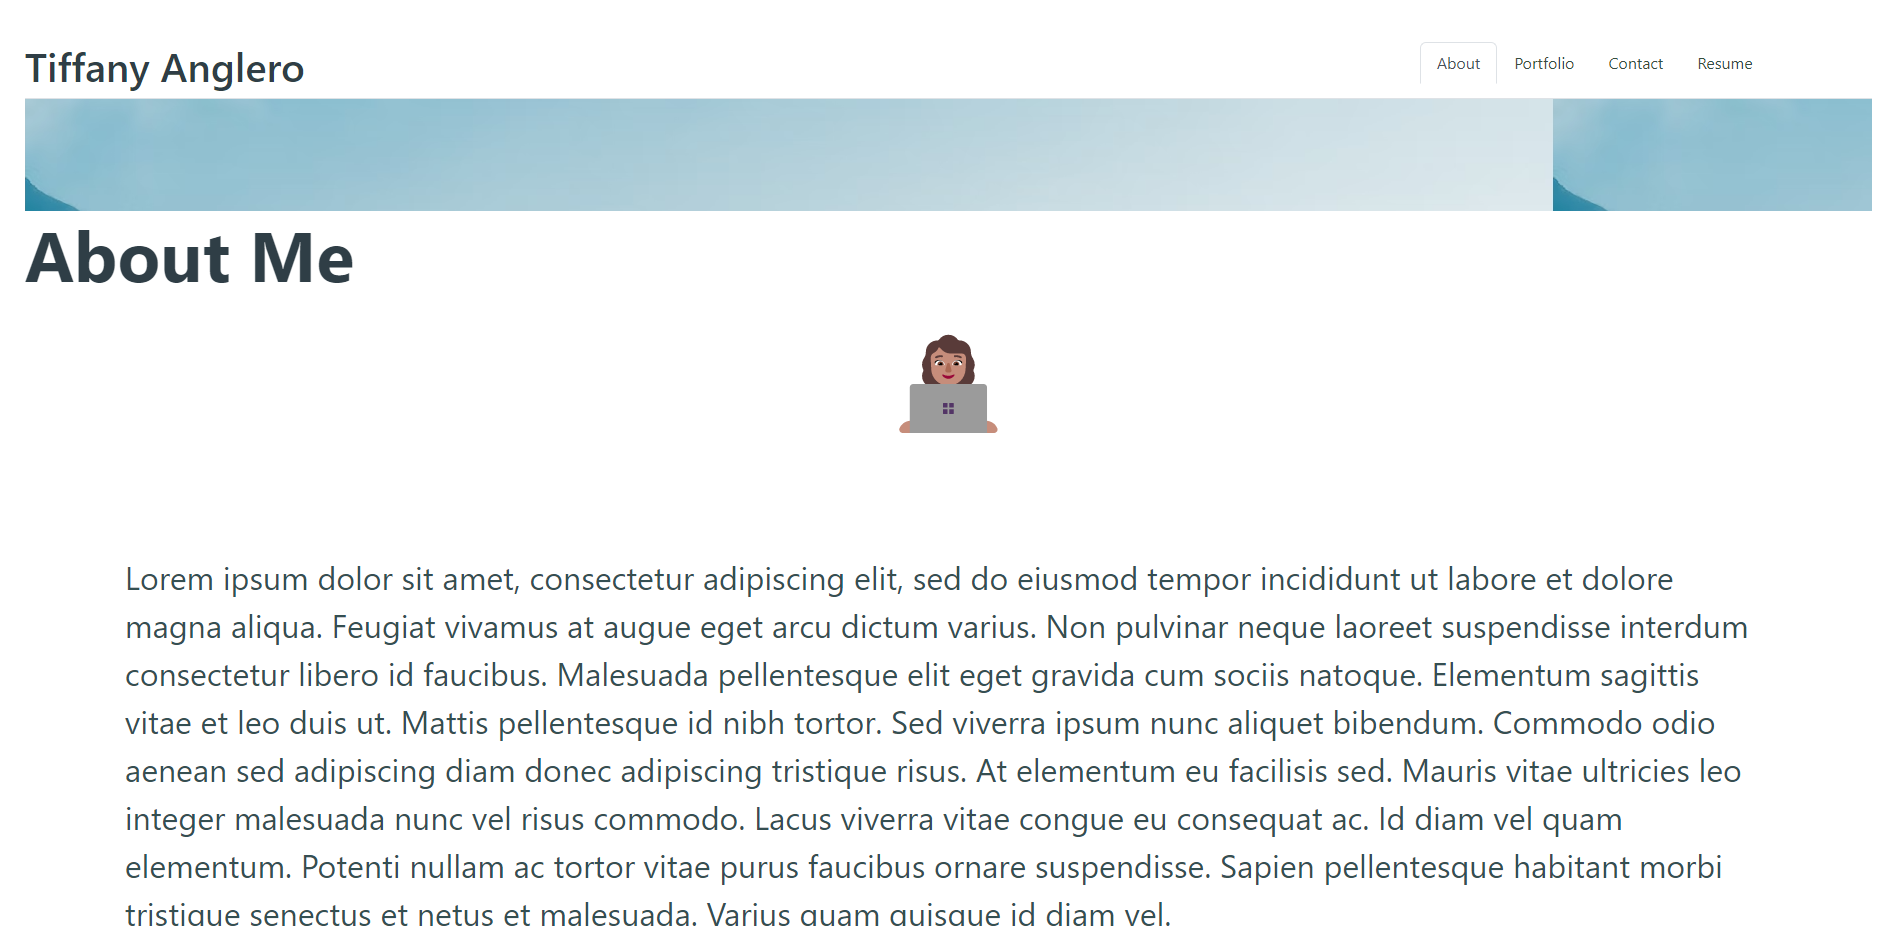 Tiffany Anglero
About
Portfolio
Contact
Resume
About Me
Lorem ipsum dolor sit amet, consectetur adipiscing elit, sed do eiusmod tempor incididunt ut labore et dolore
magna aliqua. Feugiat vivamus at augue eget arcu dictum varius. Non pulvinar neque laoreet suspendisse interdum
consectetur libero id faucibus. Malesuada pellentesque elit eget gravida cum sociis natoque. Elementum sagittis
vitae et leo duis ut. Mattis pellentesque id nibh tortor. Sed viverra ipsum nunc aliquet bibendum. Commodo odio
aenean sed adipiscing diam donec adipiscing tristique risus. At elementum eu facilisis sed. Mauris vitae ultricies leo
integer malesuada nunc vel risus commodo. Lacus viverra vitae congue eu consequat ac. Id diam vel quam
elementum. Potenti nullam ac tortor vitae purus faucibus ornare suspendisse. Sapien pellentesque habitant morbi
tristique senectus et netus et malesuada. Varius quam quisque id diam vel.